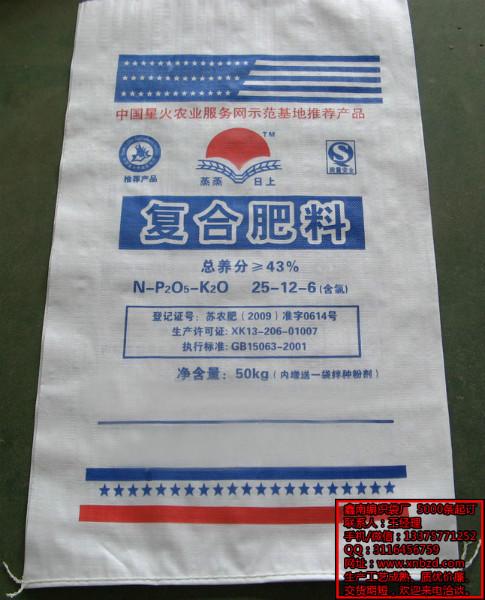 中国星火农业服务网示范基地推荐产品
TM
推荐产品
蒸蒸 日上
质量安全
复合肥料
总养分≥43%
N-P2O5-K2O 25-12-6 (含氯)
登记证号：苏农肥（2009）准字0614号
生产许可证: XK13-206-01007
执行标准: GB15063-2001
净含量：50kg（内增送一袋拌种粉剂）
鑫南编织袋厂 5000条起订
联系人：王经理
手机/微信：13375771252
QQ：3116456759
网址：www.xnbzd.com
生产工艺成熟，质优价廉
交货期短，欢迎来电洽谈。